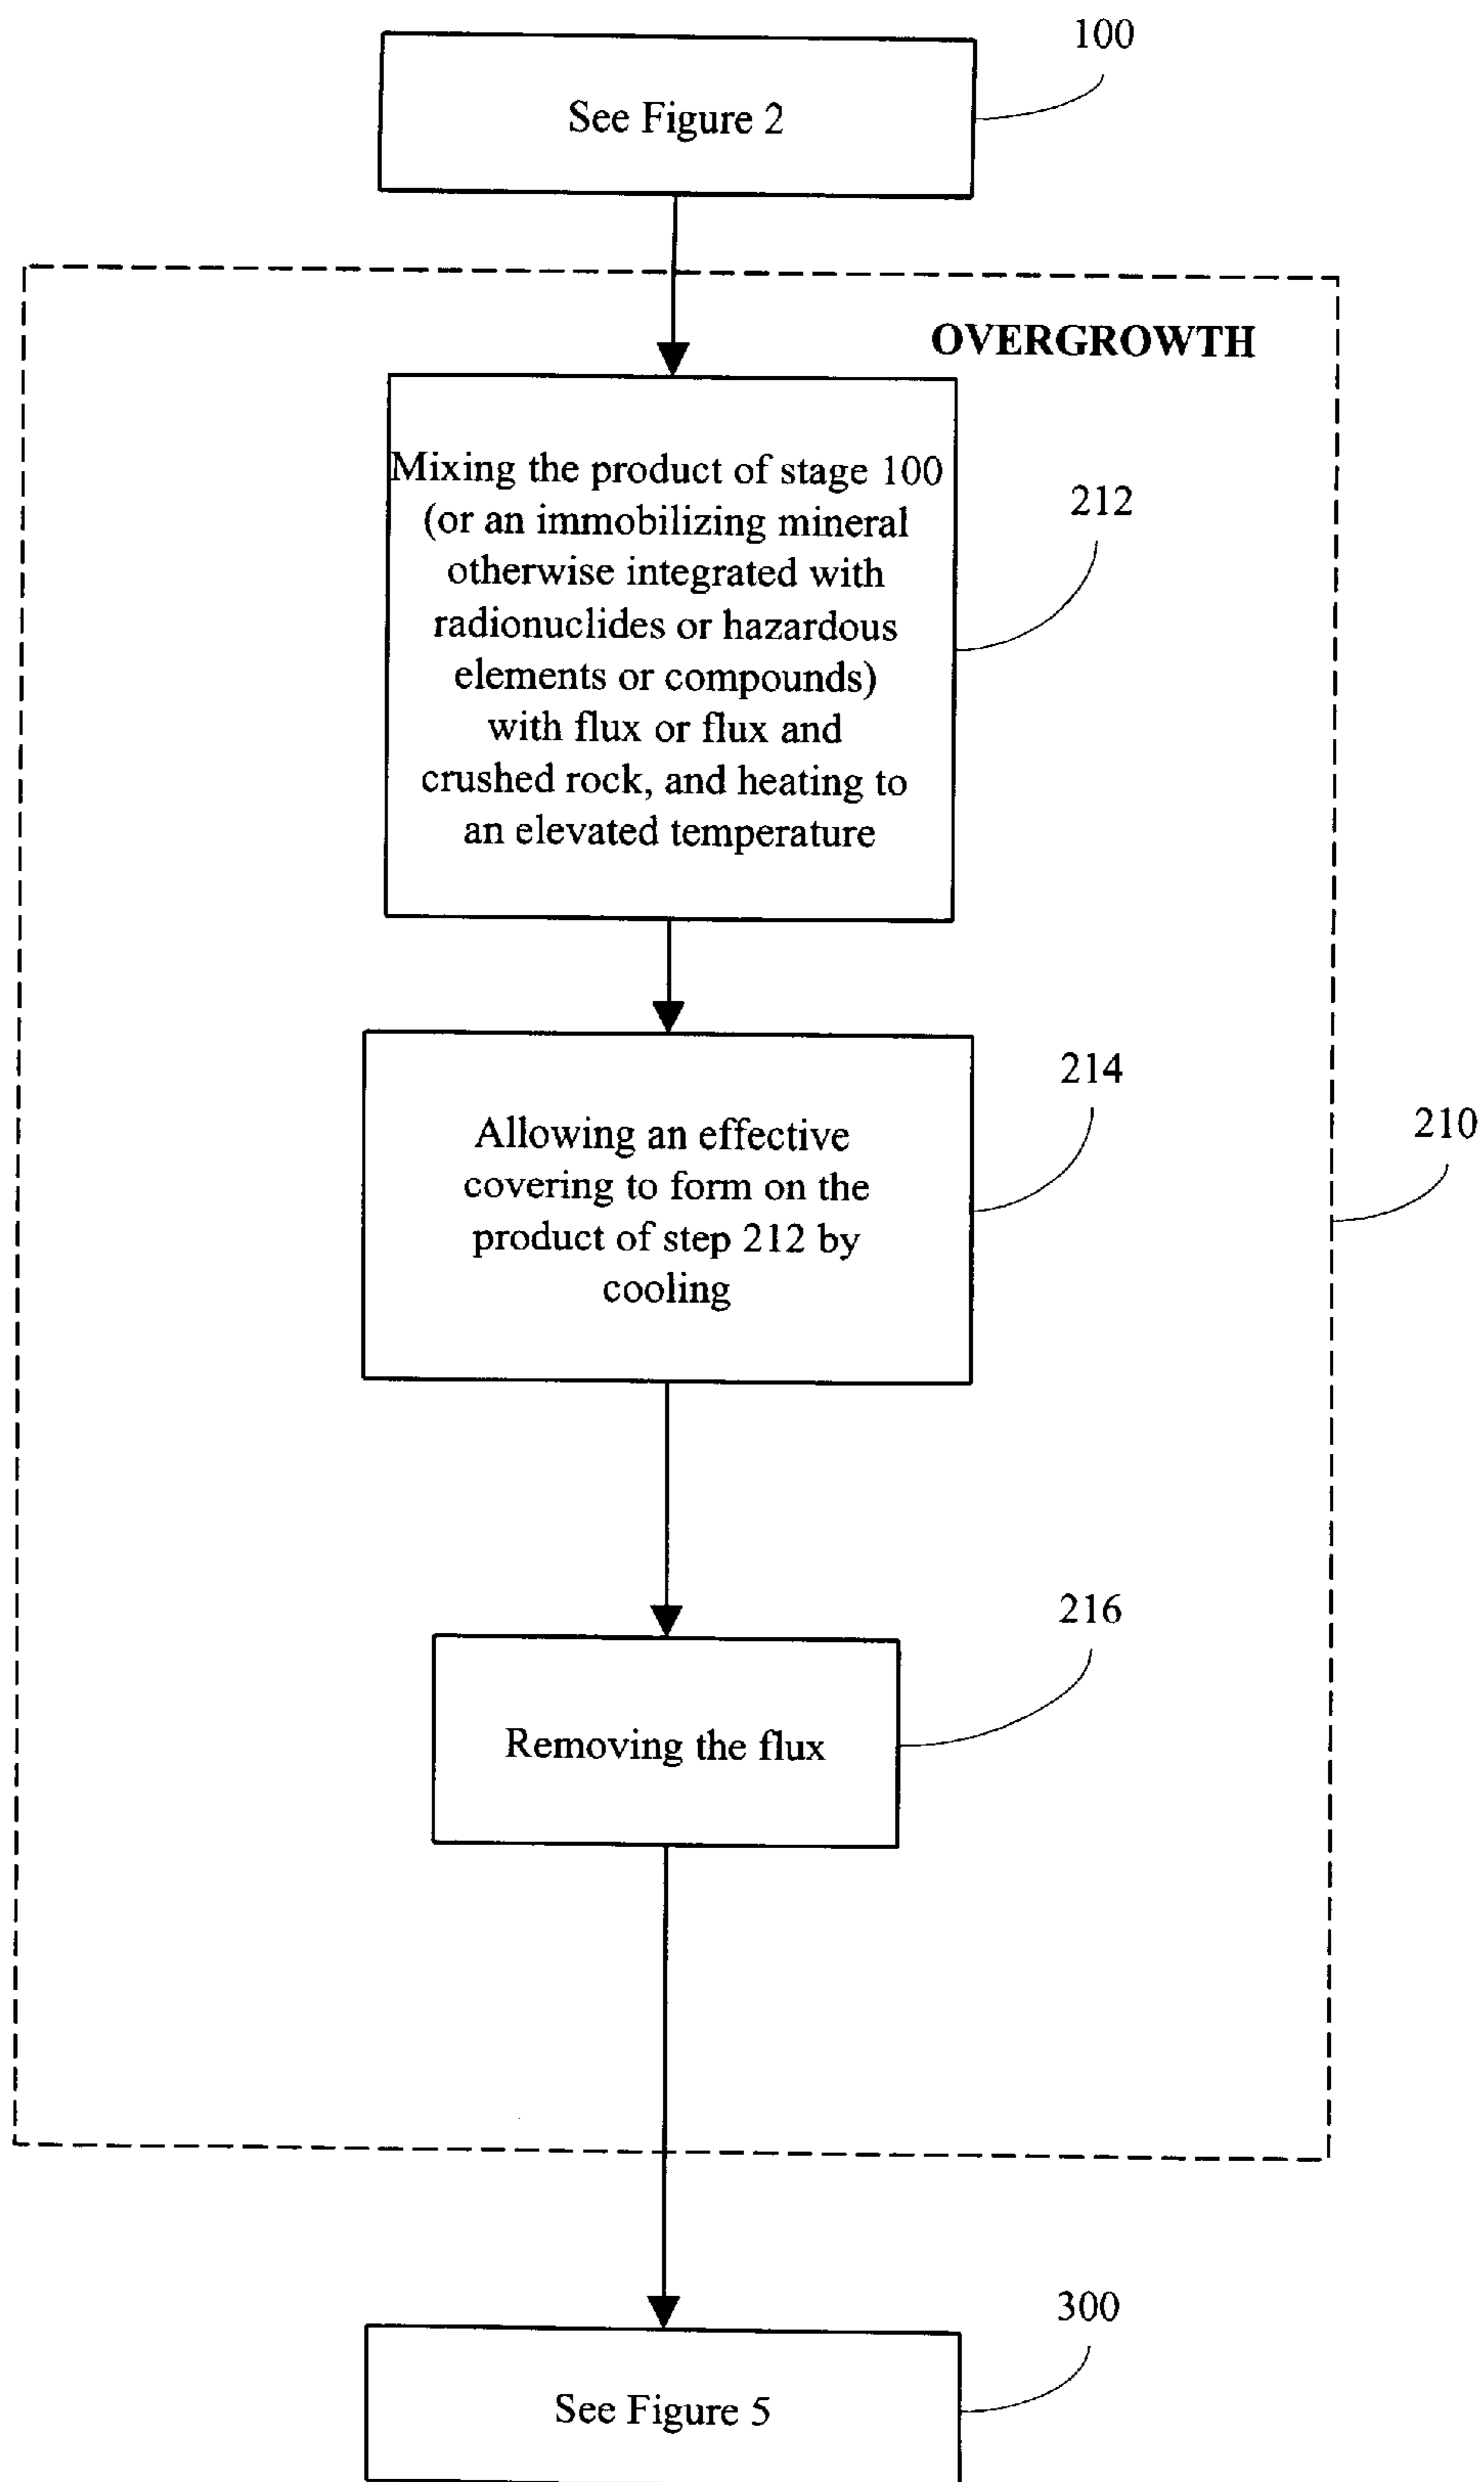 100
See Figure 2
OVERGROWTH
Mixing the product of stage 100
(or an immobilizing mineral
otherwise integrated with
radionuclides or hazardous
elements or compounds)
with flux or flux and
crushed rock, and heating to
an elevated temperature
212
Allowing an effective
covering to form on the
product of step 212 by
cooling
214
210
Removing the flux
216
300
See Figure 5